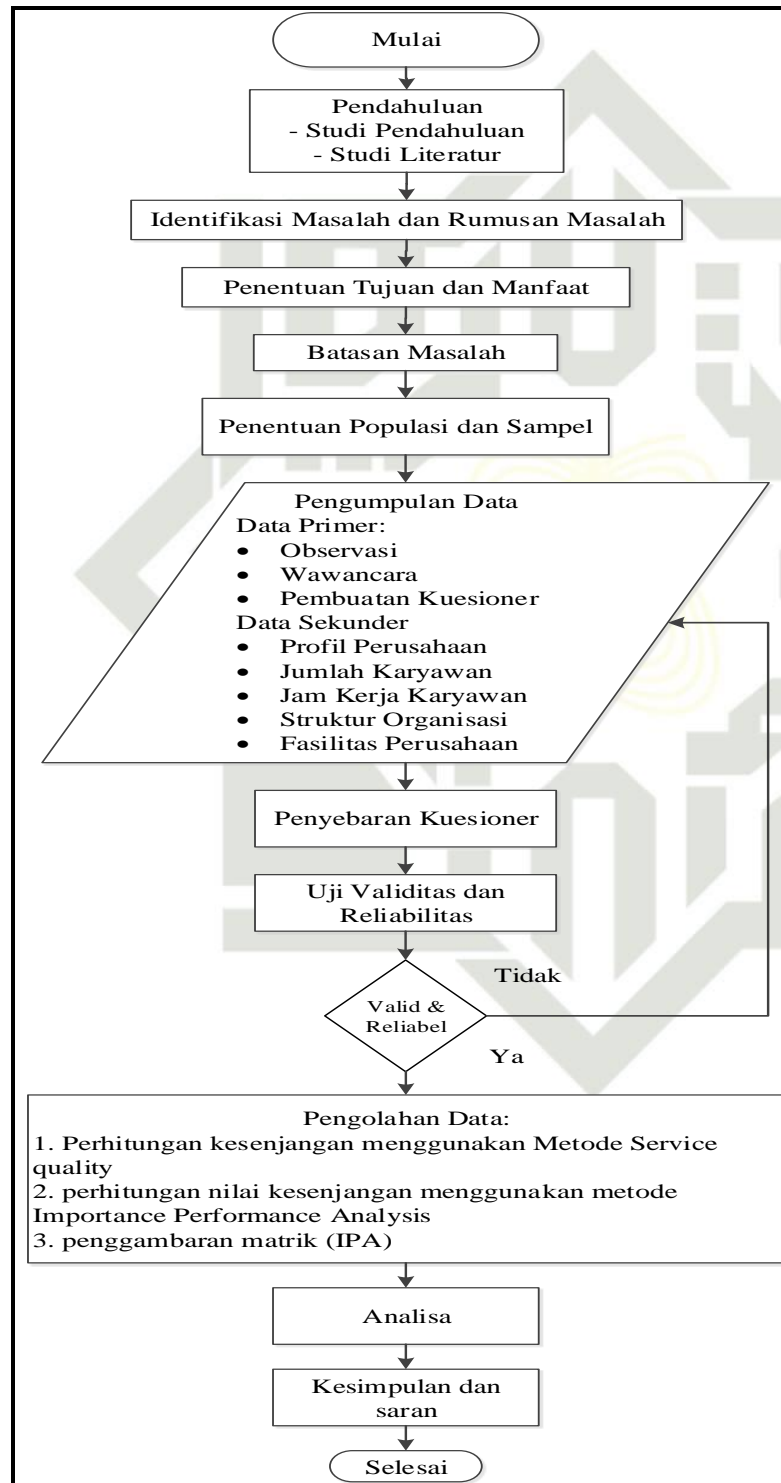 Mulai
Pendahuluan
- Studi Pendahuluan
- Studi Literatur
Identifikasi Masalah dan Rumusan Masalah
Penentuan Tujuan dan Manfaat
Batasan Masalah
Penentuan Populasi dan Sampel
Pengumpulan Data
Data Primer:
• Observasi
• Wawancara
• Pembuatan Kuesioner
Data Sekunder
• Profil Perusahaan
• Jumlah Karyawan
• Jam Kerja Karyawan
• Struktur Organisasi
• Fasilitas Perusahaan
Penyebaran Kuesioner
Uji Validitas dan
Reliabilitas
Tidak
Valid &
Reliabel
Ya
Pengolahan Data:
1. Perhitungan kesenjangan menggunakan Metode Service
quality
2. perhitungan nilai kesenjangan menggunakan metode
Importance Performance Analysis
3. penggambaran matrik (IPA)
Analisa
Kesimpulan dan
saran
Selesai